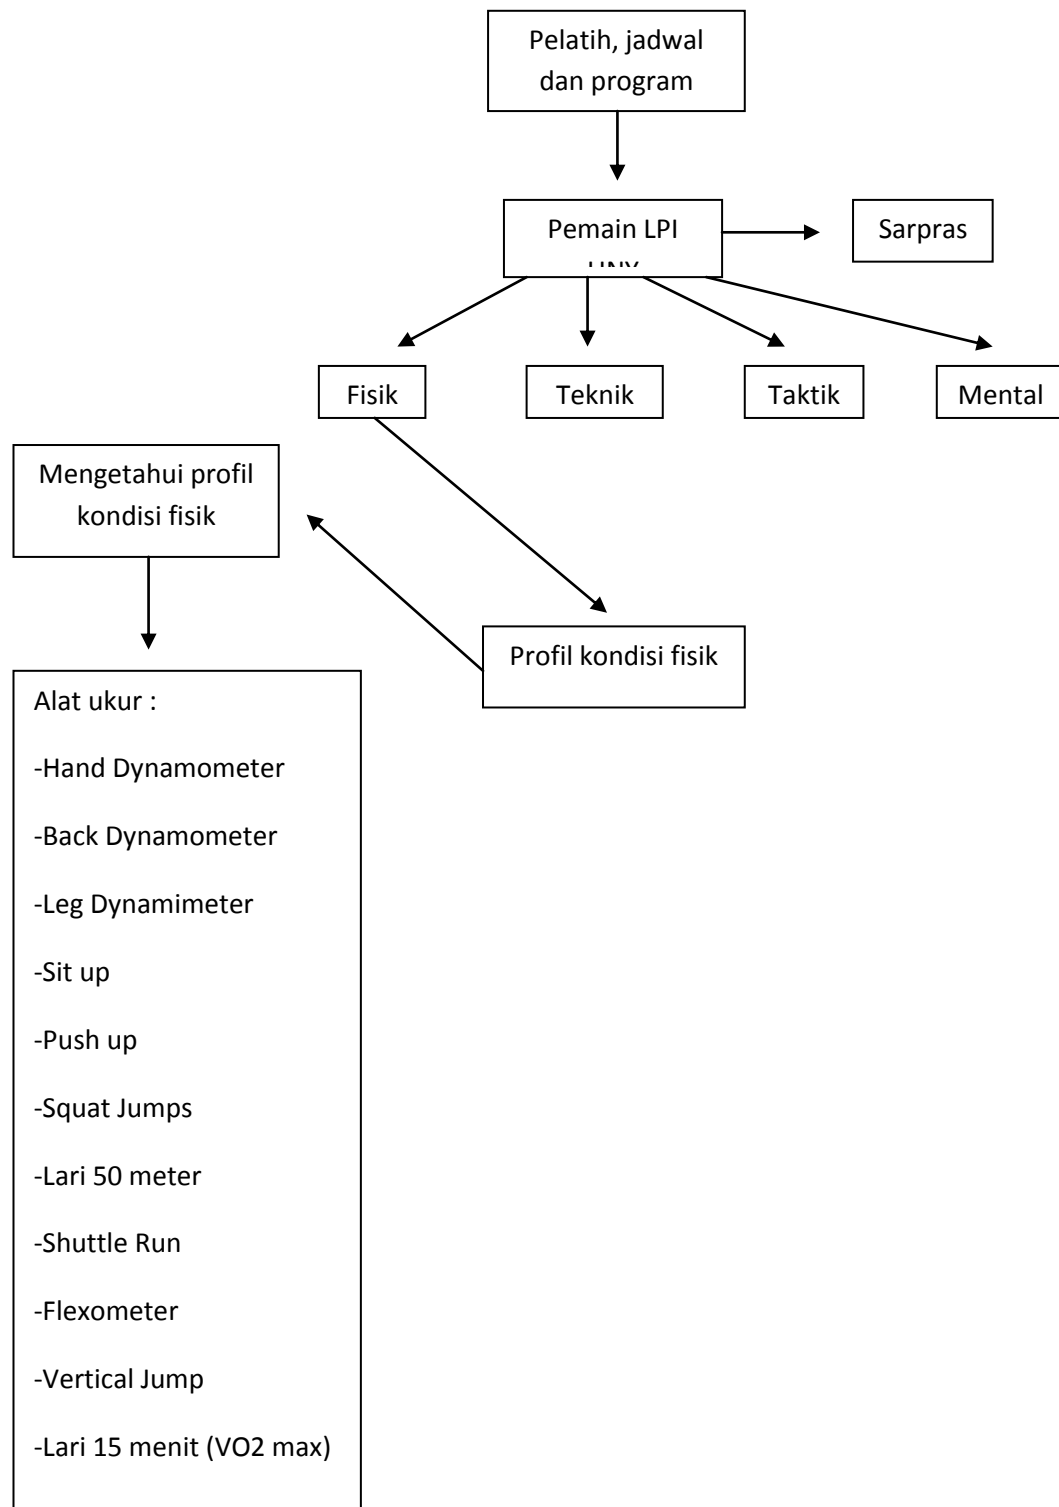 Pelatih, jadwal
dan program
Pemain LPI
Sarpras
Fisik
Teknik
Taktik
Mental
Mengetahui profil
kondisi fisik
Profil kondisi fisik
Alat ukur :
-Hand Dynamometer
-Back Dynamometer
-Leg Dynamimeter
-Sit up
-Push up
-Squat Jumps
-Lari 50 meter
-Shuttle Run
-Flexometer
-Vertical Jump
-Lari 15 menit (VO2 max)